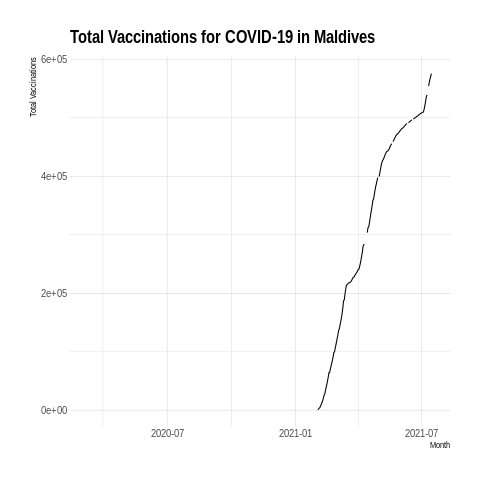 Total Vaccinations for COVID-19 in Maldives
Total Vaccinations
6e+05
4e+05
2e+05
0e+00
2020-07 2021-01 2021-07
Month